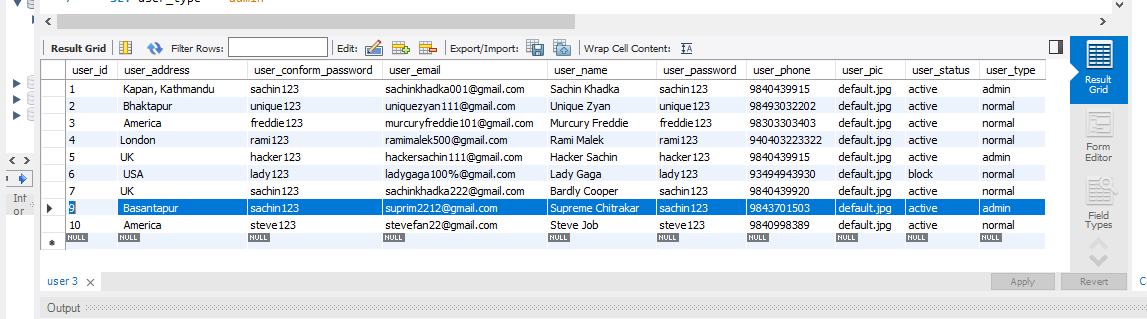 SET user_type = 'admin'
Result Grid Filter Rows: Edit: Export/Import: Wrap Cell Content:
user_id user_address user_conform_password user_email user_name user_password user_phone user_pic user_status user_type
1 Kapan, Kathmandu sachin123 sachinkhadka001@gmail.com Sachin Khadka sachin123 9840439915 default.jpg active admin
2 Bhaktapur unique123 uniquezyan111@gmail.com Unique Zyan unique123 98493032202 default.jpg active normal
3 America freddie123 murcuryfreddie101@gmail.com Murcury Freddie freddie123 98303303403 default.jpg active normal
4 London rami123 ramimalek500@gmail.com Rami Malek rami123 940403223322 default.jpg active normal
5 UK hacker123 hackersachin111@gmail.com Hacker Sachin hacker123 9840439915 default.jpg active admin
6 USA lady123 ladygaga100%@gmail.com Lady Gaga lady123 93499443930 default.jpg block normal
7 UK sachin123 sachinkhadka222@gmail.com Bardly Cooper sachin123 9840439920 default.jpg active normal
9 Basantapur sachin123 suprim2212@gmail.com Supreme Chitrakar sachin123 9843701503 default.jpg active admin
10 America steve123 stevefan22@gmail.com Steve Job steve123 9840998389 default.jpg active normal
NULL NULL NULL NULL NULL NULL NULL NULL NULL NULL
Result
Grid
Form
Editor
Field
Types
Inf
or
user 3 Apply Revert C
Output